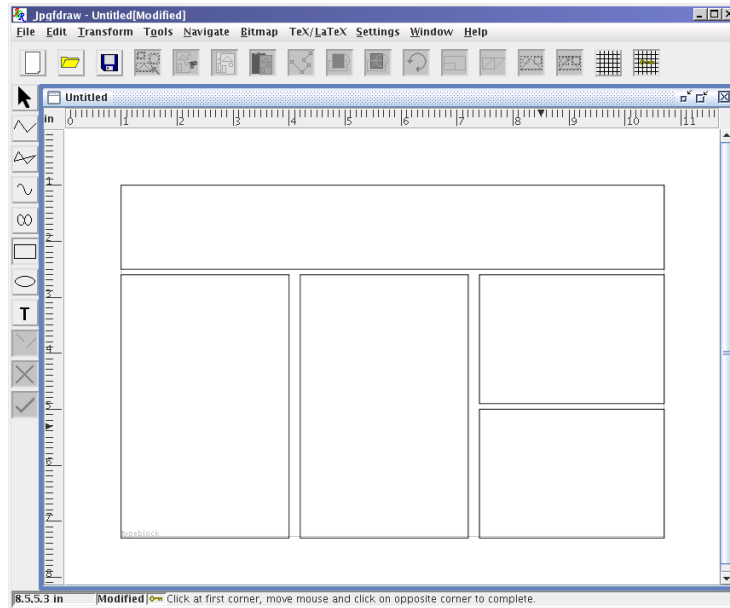 Jpgfdraw - Untitled[Modified]
File Edit Transform Tools Navigate Bitmap TeX/LaTeX Settings Window Help
Untitled
in 0 1 2 3 4 5 6 7 8 9 10 11
1
2
3
4
5
T
6
7
typeblock
8
8.5,5.3 in Modified Click at first corner, move mouse and click on opposite corner to complete.